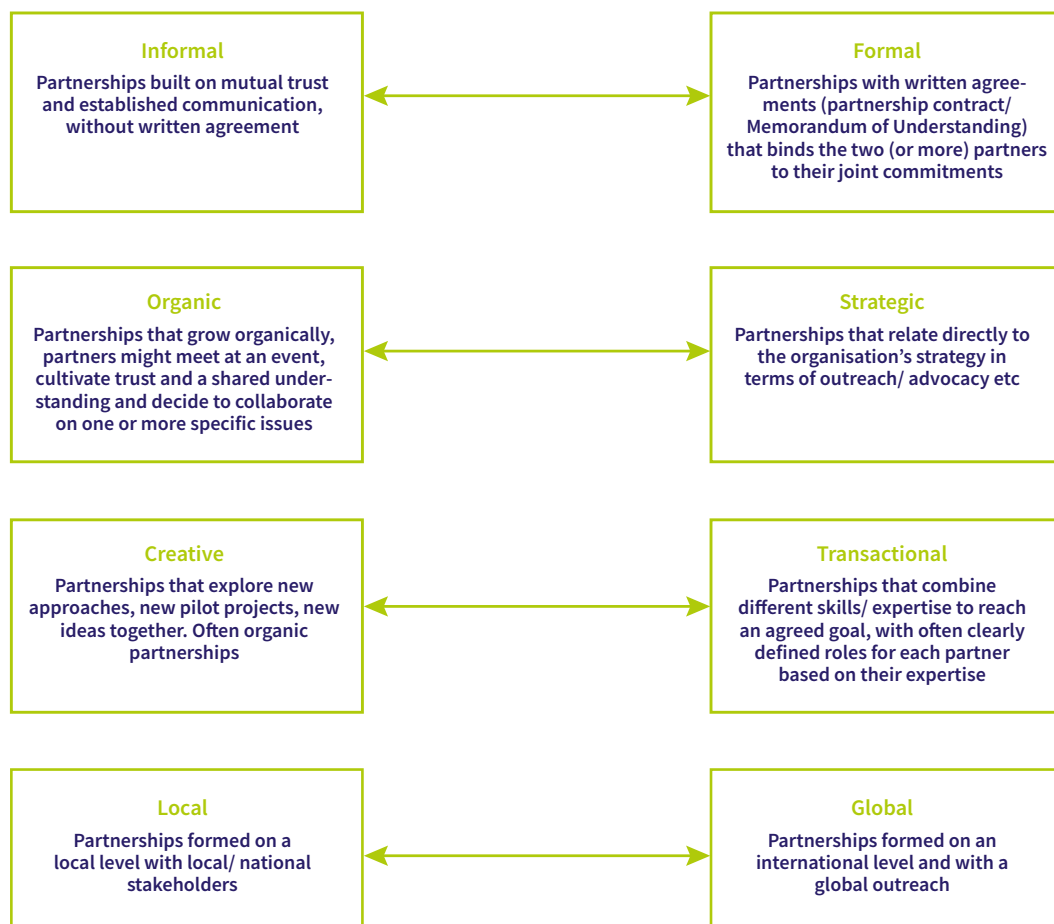 Informal
Partnerships built on mutual trust
and established communication,
without written agreement
Formal
Partnerships with written agree-
ments (partnership contract/
Memorandum of Understanding)
that binds the two (or more) partners
to their joint commitments
Organic
Partnerships that grow organically,
partners might meet at an event,
cultivate trust and a shared under-
standing and decide to collaborate
on one or more specific issues
Strategic
Partnerships that relate directly to
the organisation’s strategy in
terms of outreach/ advocacy etc
Creative
Partnerships that explore new
approaches, new pilot projects, new
ideas together. Often organic
partnerships
Transactional
Partnerships that combine
different skills/ expertise to reach
an agreed goal, with often clearly
defined roles for each partner
based on their expertise
Local
Partnerships formed on a
local level with local/ national
stakeholders
Global
Partnerships formed on an
international level and with a
global outreach